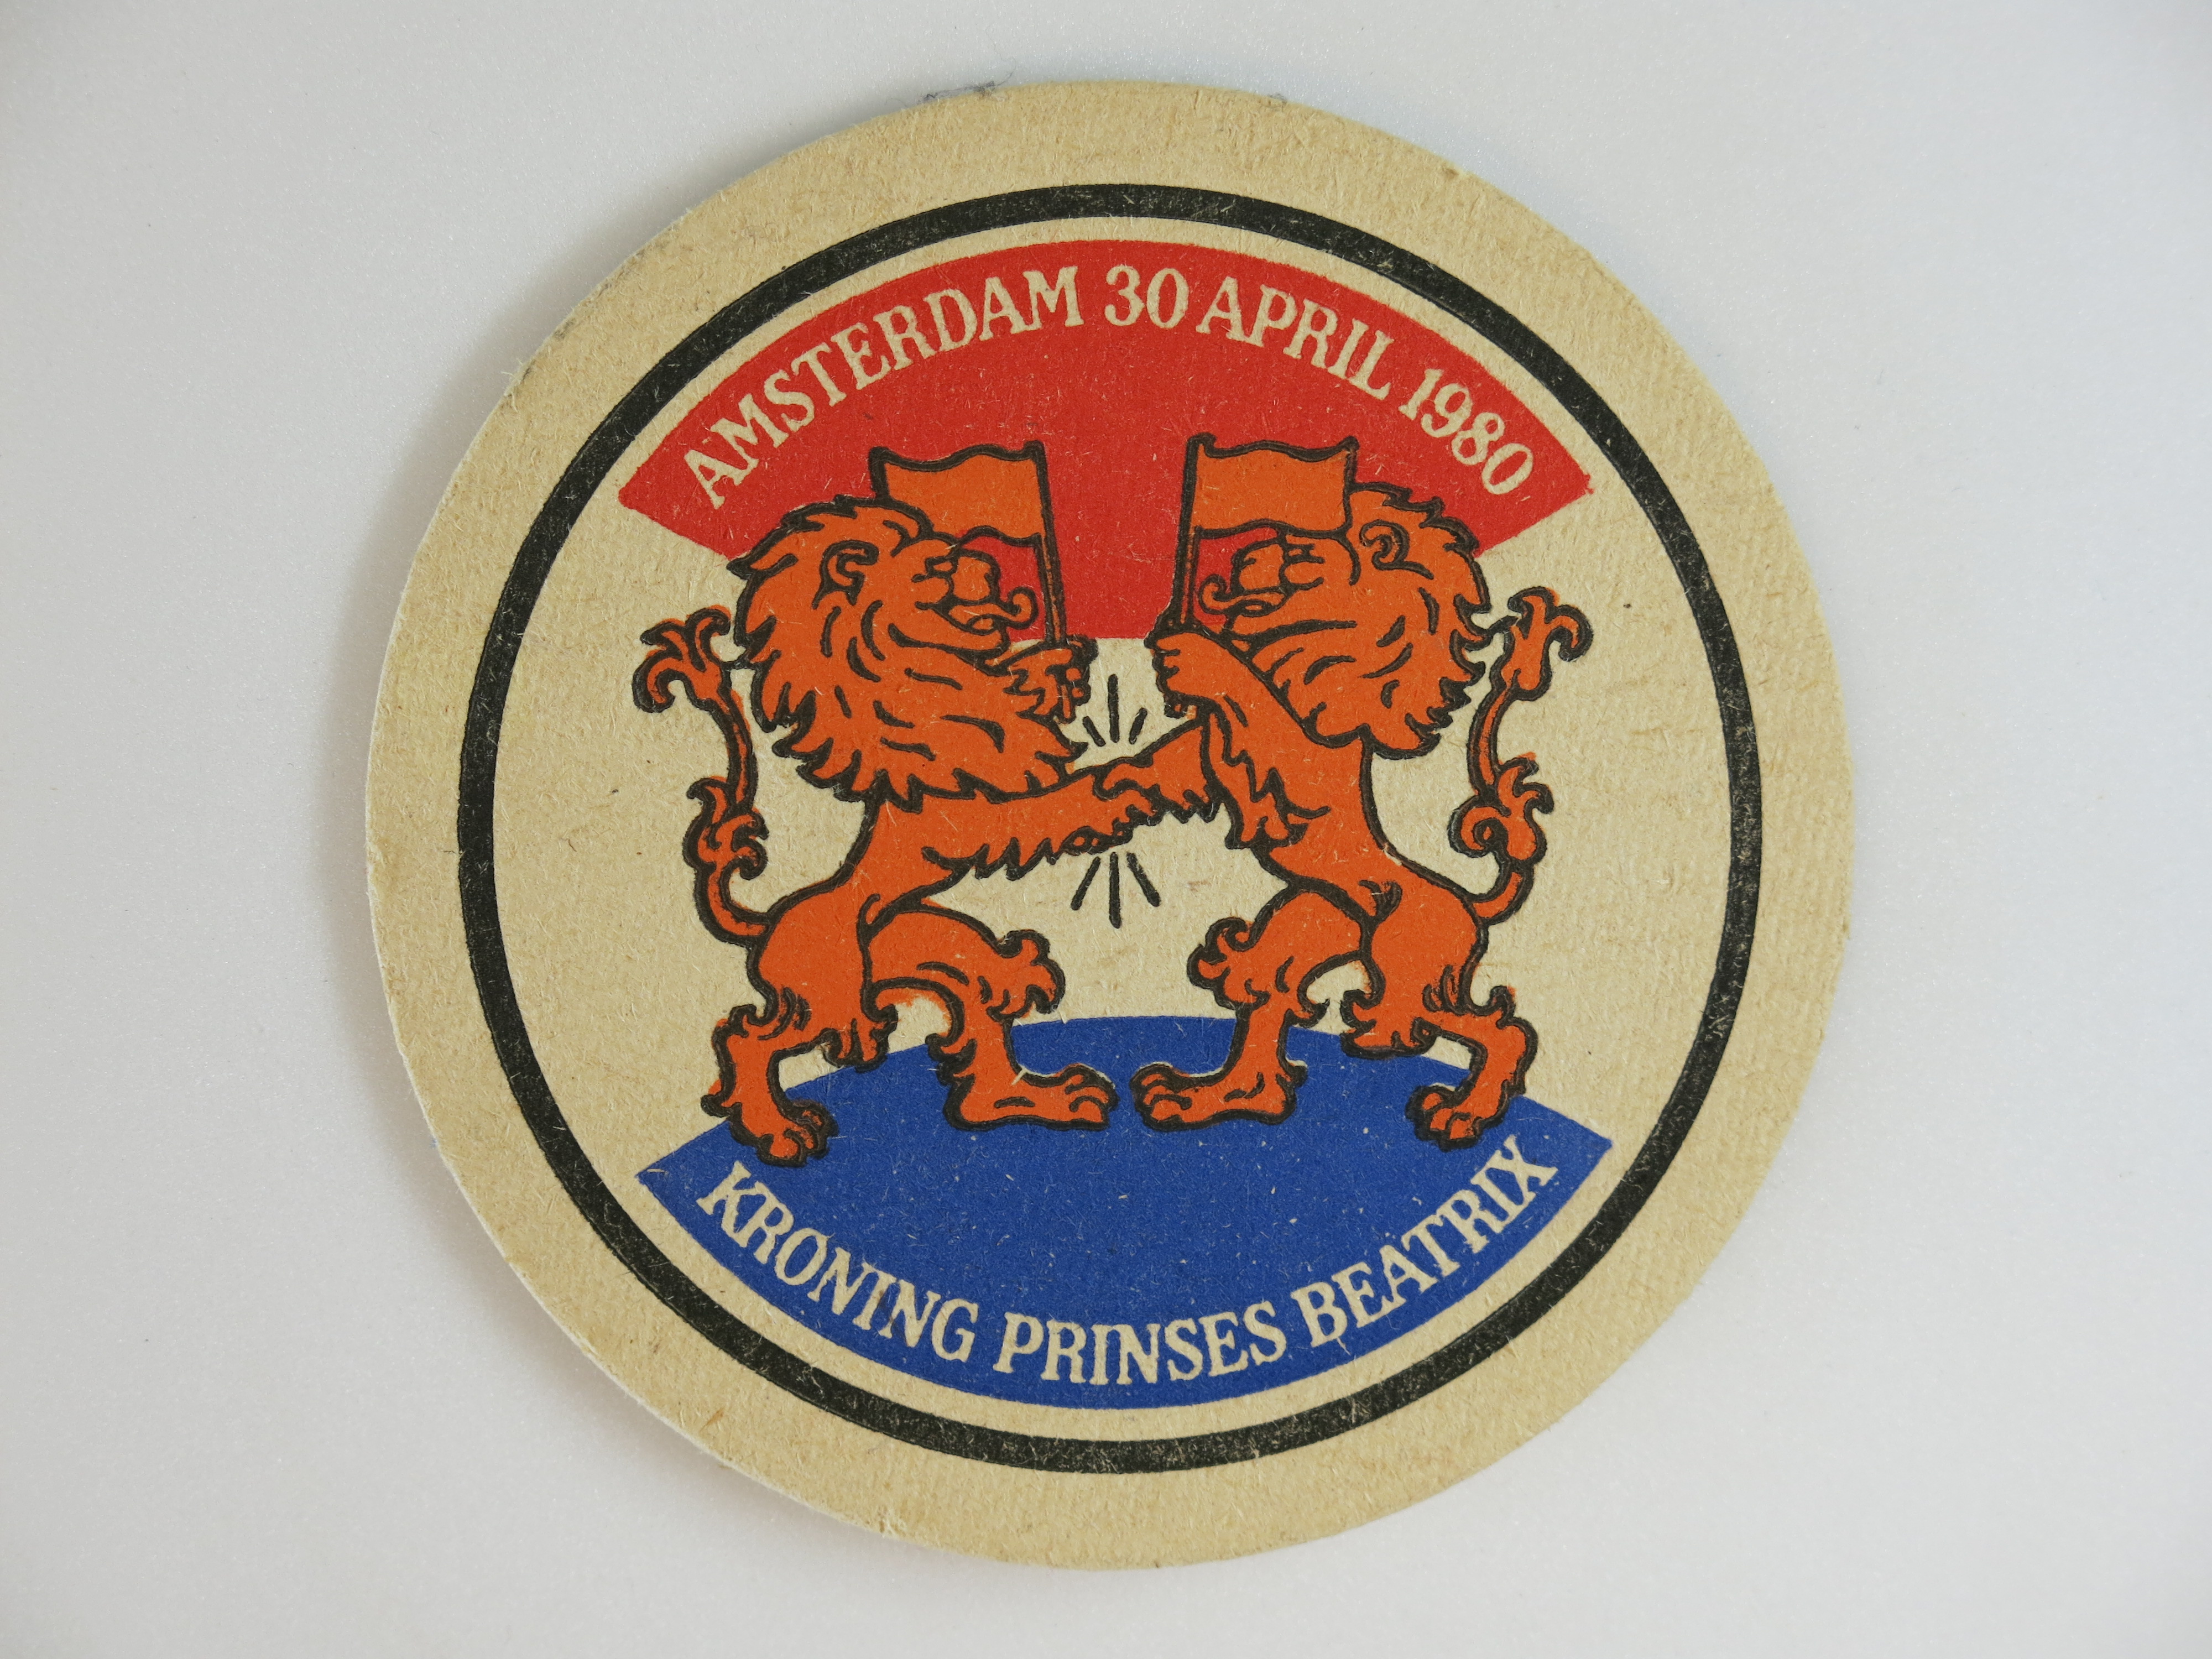 AMSTERDAM 30 APRIL 1980
KRONING PRINSES BEATRIX